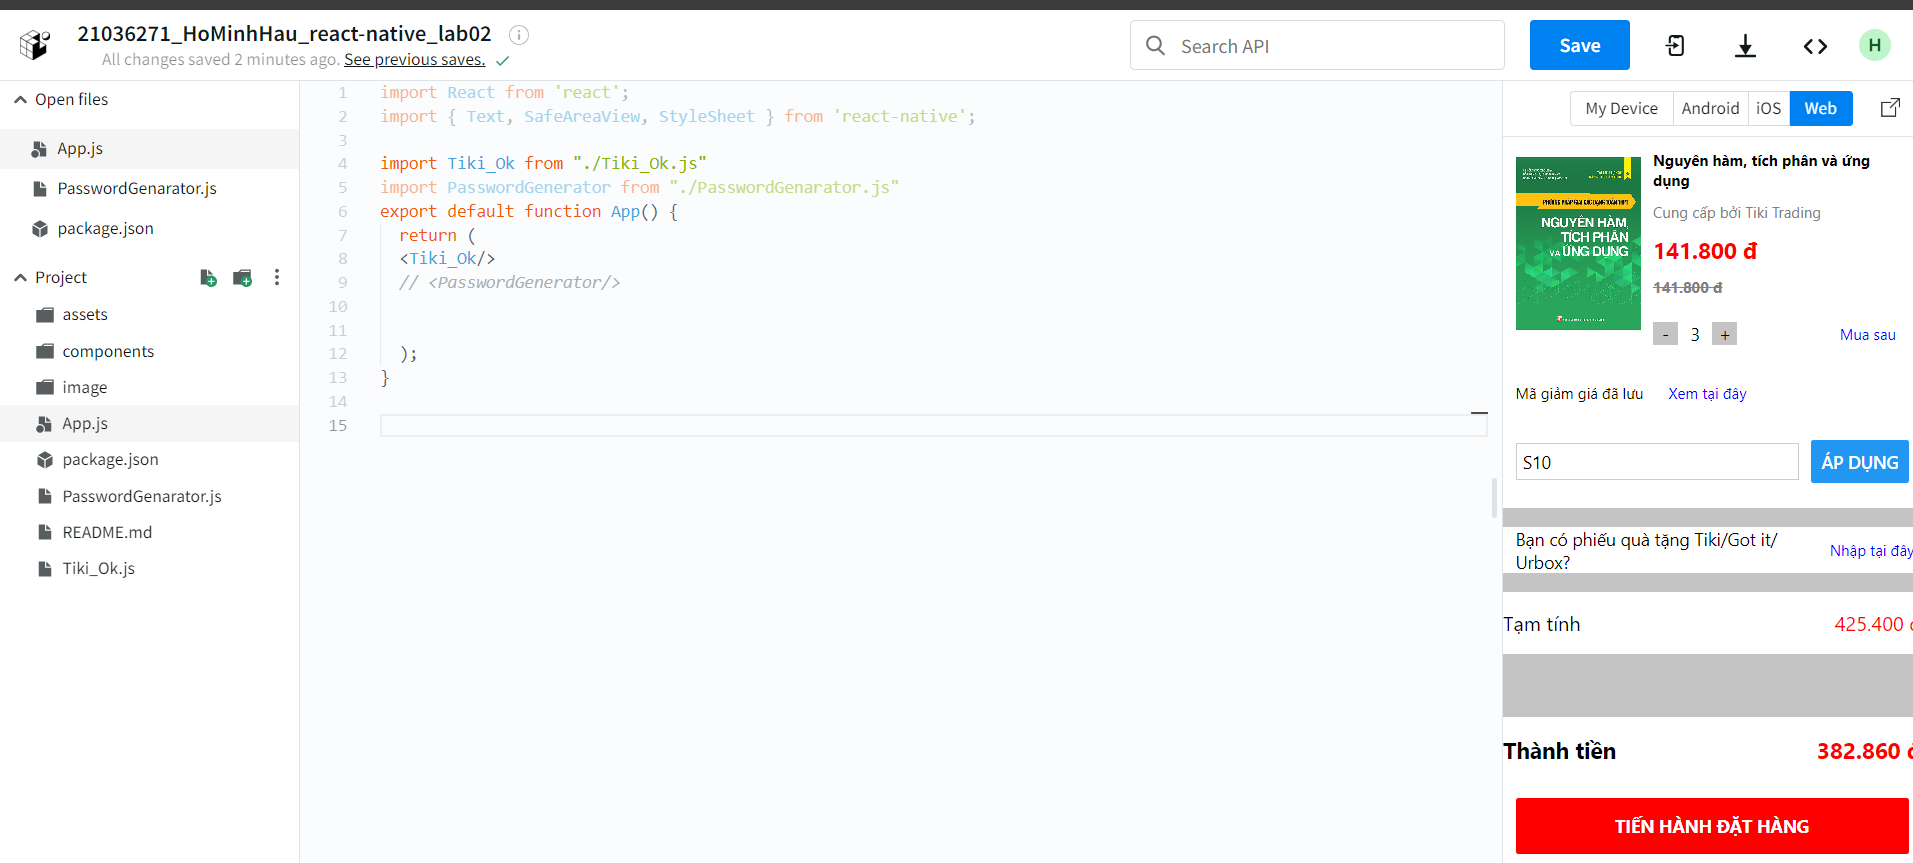 21036271_HoMinhHau_react-native_lab02
All changes saved 2 minutes ago. See previous saves.
Search API
Save
H
Open files
App.js
PasswordGenarator.js
package.json
Project
assets
components
image
App.js
package.json
PasswordGenarator.js
README.md
Tiki_Ok.js
1 import React from 'react';
2 import { Text, SafeAreaView, StyleSheet } from 'react-native';
3
4 import Tiki_Ok from "./Tiki_Ok.js"
5 import PasswordGenerator from "./PasswordGenarator.js"
6 export default function App() {
7 return (
8 <Tiki_Ok/>
9 // <PasswordGenerator/>
10
11
12 );
13 }
14
15
My Device Android iOS Web
NGUYÊN HÀM,
TÍCH PHÂN
VÀ ỨNG DỤNG
Nguyên hàm, tích phân và ứng
dụng
Cung cấp bởi Tiki Trading
141.800 đ
141.800 đ
- 3 + Mua sau
Mã giảm giá đã lưu Xem tại đây
S10 ÁP DỤNG
Bạn có phiếu quà tặng Tiki/Got it/
Urbox?
Nhập tại đây
Tạm tính 425.400
Thành tiền 382.860
TIẾN HÀNH ĐẶT HÀNG